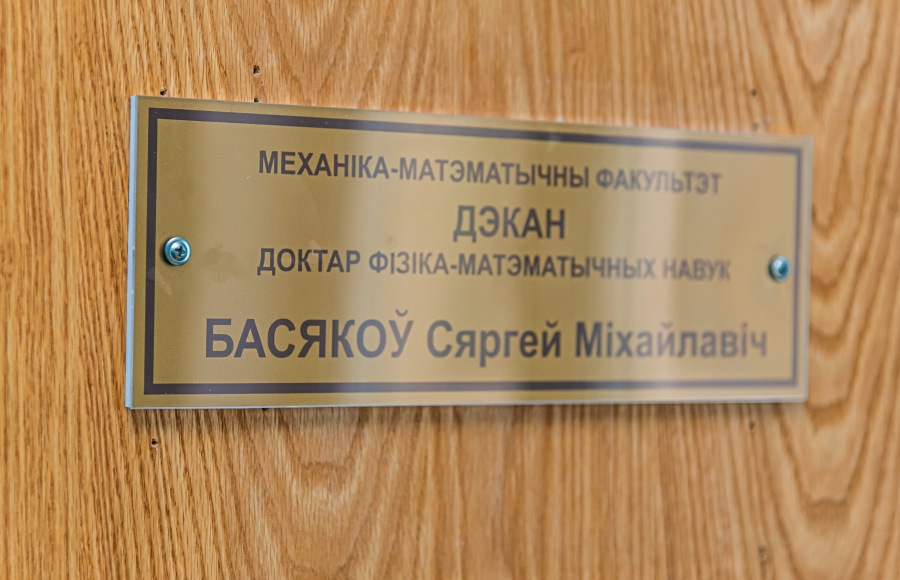 МЕХАНІКА-МАТЭМАТЫЧНЫ ФАКУЛЬТЭТ
ДЭКАН
ДОКТАР ФІЗІКА-МАТЭМАТЫЧНЫХ НАВУК
БАСЯКОЎ Сяргей Міхайлавіч